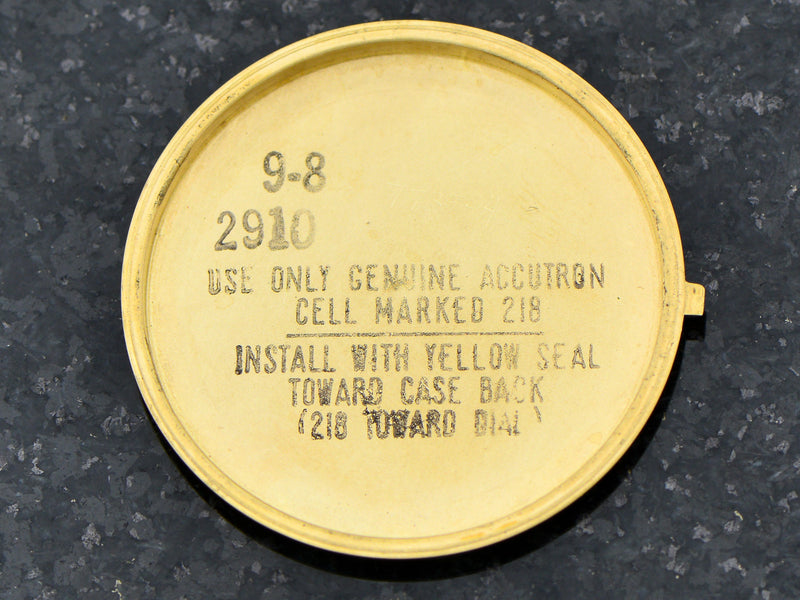 9-8
2910
USE ONLY GENUINE ACCUTRON
CELL MARKED 218
INSTALL WITH YELLOW SEAL
TOWARD CASE BACK
(218 TOWARD DIAL)